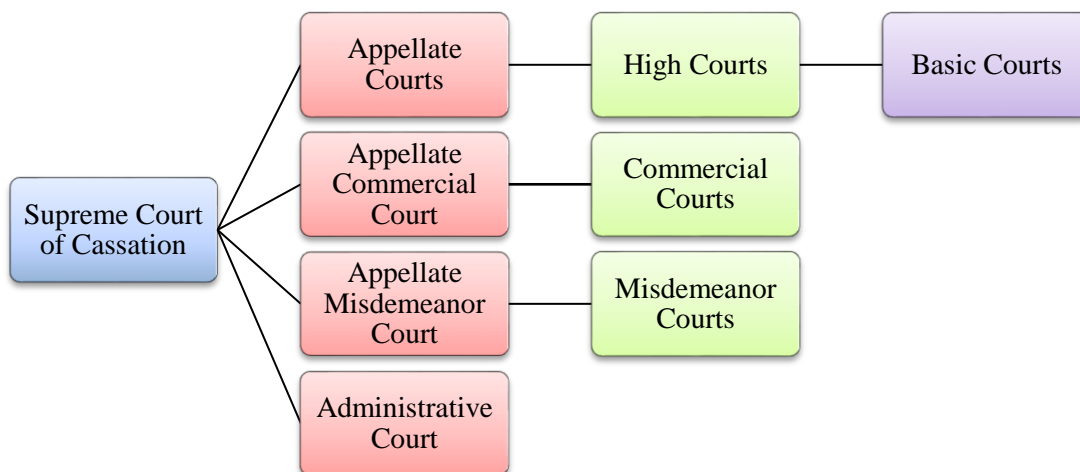 Appellate
Courts
High Courts
Basic Courts
Appellate
Commercial
Court
Commercial
Courts
Supreme Court
of Cassation
Appellate
Misdemeanor
Court
Misdemeanor
Courts
Administrative
Court